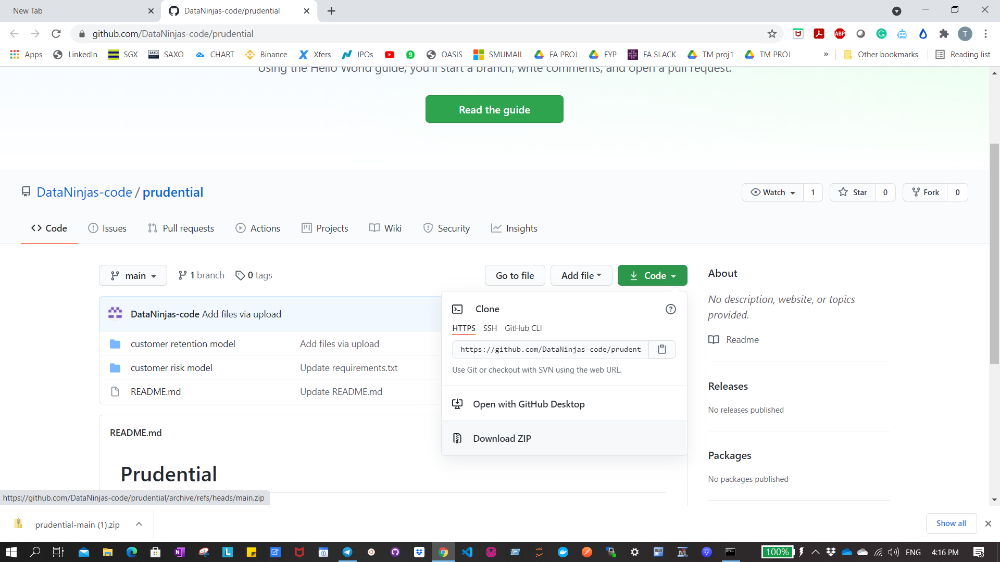 New Tab
DataNinjas-code/prudential
github.com/DataNinjas-code/prudential
ABP
G
T
Apps
LinkedIn
SGX
SAXO
SAXO
CHART
Binance
Xfers
IPOs
OASIS
SMUMAIL
FA PROJ
FYP
FA SLACK
TM proj1
TM PROJ
»
Other bookmarks
Reading list
Using the Hello World guide, you'll start a branch, write comments, and open a pull request.
Read the guide
DataNinjas-code / prudential
Watch 1
Star 0
Fork 0
Code
Issues
Pull requests
Actions
Projects
Wiki
Security
Insights
main
1 branch
0 tags
Go to file
Add file
Code
DataNinjas-code Add files via upload
customer retention model Add files via upload
customer risk model Update requirements.txt
README.md Update README.md
README.md
Prudential
Clone
HTTPS SSH GitHub CLI
https://github.com/DataNinjas-code/prudent
Use Git or checkout with SVN using the web URL.
Open with GitHub Desktop
Download ZIP
About
No description, website, or topics
provided.
Readme
Releases
No releases published
Packages
No packages published
https://github.com/DataNinjas-code/prudential/archive/refs/heads/main.zip
prudential-main (1).zip
Show all
100%
ENG
4:16 PM